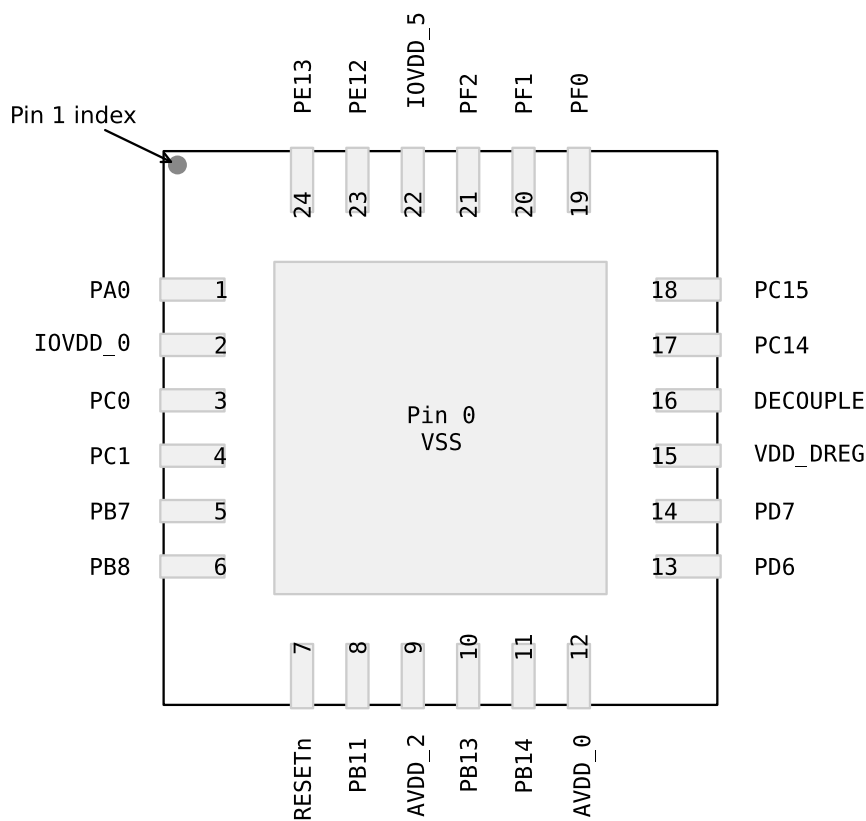 PE13
PE12
IOVDD_5
PF2
PF1
PF0
Pin 1 index
24
23
22
21
20
19
PA0 1
IOVDD_0 2
PC0 3
PC1 4
PB7 5
PB8 6
Pin 0
VSS
18 PC15
17 PC14
16 DECOUPLE
15 VDD_DREG
14 PD7
13 PD6
7
8
9
10
11
12
RESETn
PB11
AVDD_2
PB13
PB14
AVDD_0